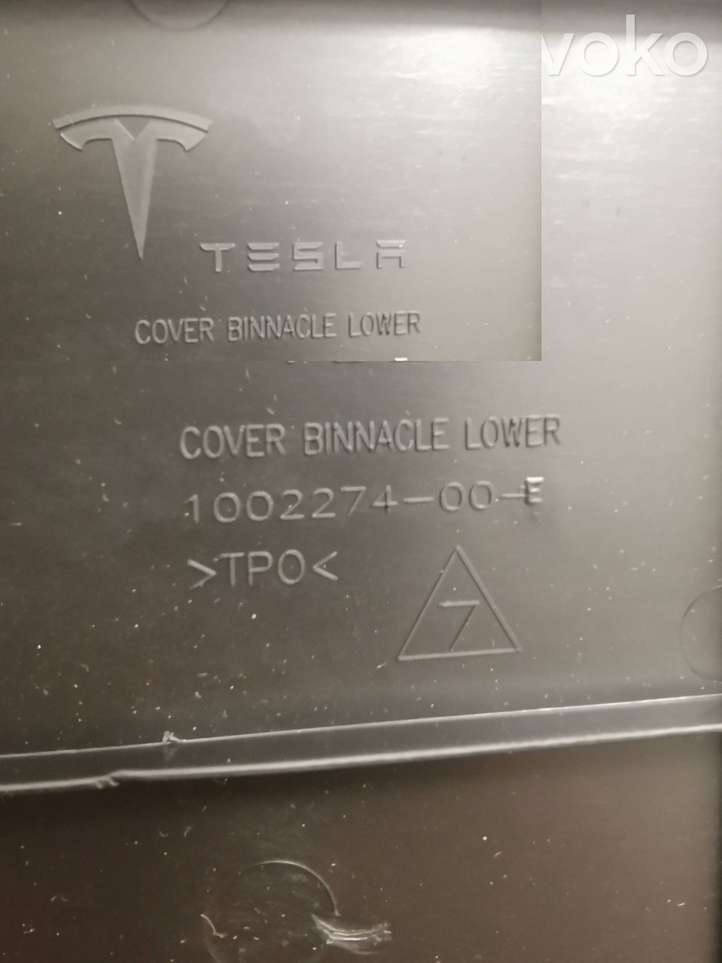 voko
TESLA
COVER BINNACLE LOWER
COVER BINNACLE LOWER
1002274-00-E
>TPO<
7